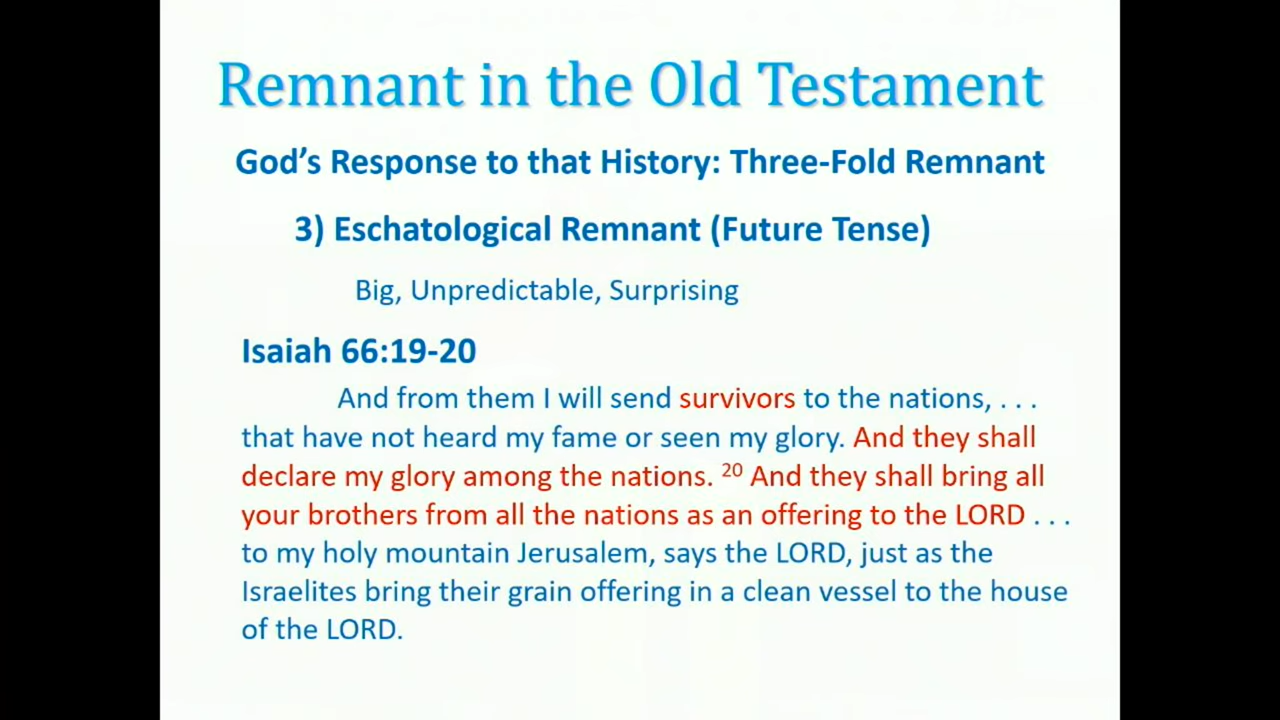 Remnant in the Old Testament
God’s Response to that History: Three-Fold Remnant
3) Eschatological Remnant (Future Tense)
Big, Unpredictable, Surprising
Isaiah 66:19-20
And from them I will send survivors to the nations, . . .
that have not heard my fame or seen my glory. And they shall
declare my glory among the nations. 20 And they shall bring all
your brothers from all the nations as an offering to the LORD . . .
to my holy mountain Jerusalem, says the LORD, just as the
Israelites bring their grain offering in a clean vessel to the house
of the LORD.